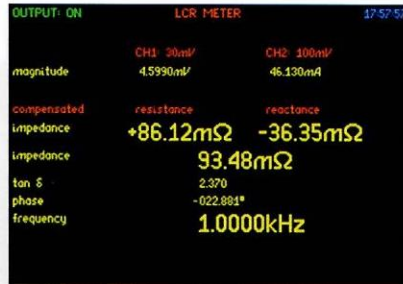 OUTPUT: ON LCR METER 17:57:57
CH1: 30mV CH2: 100mV
magnitude 4.5990mV 46.130mA
compensated resistance reactance
impedance +86.12mΩ -36.35mΩ
impedance 93.48mΩ
tan δ 2.370
phase -022.881°
frequency 1.0000kHz